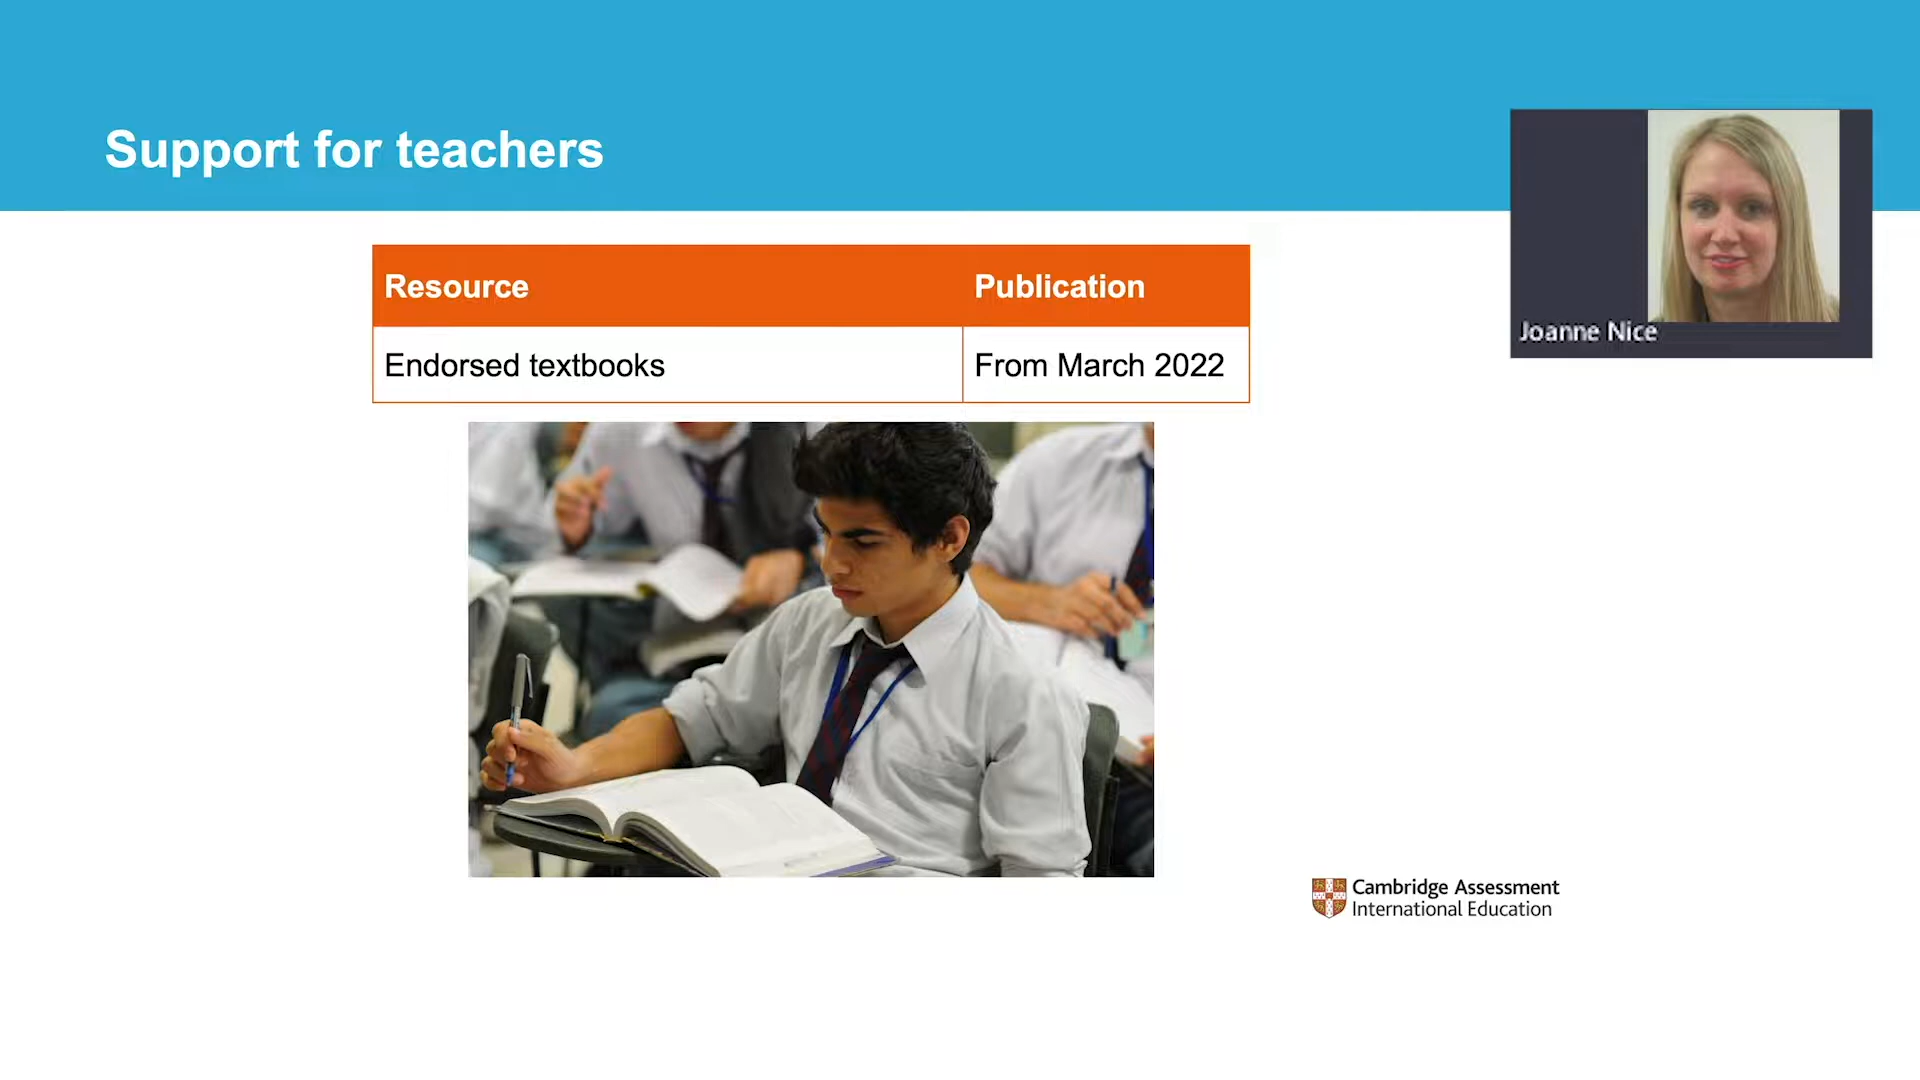 Support for teachers
Resource Publication
Endorsed textbooks From March 2022
Joanne Nice
Cambridge Assessment
International Education